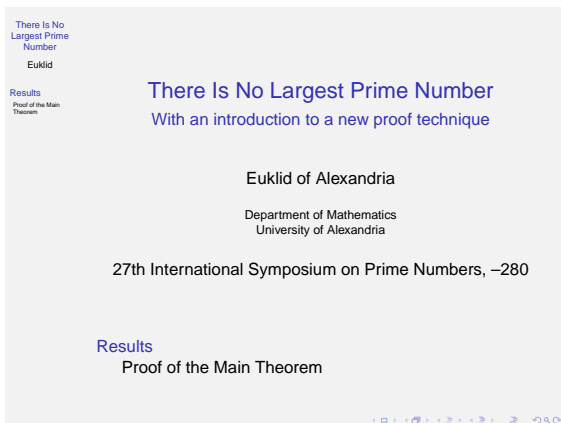 There Is No
Largest Prime
Number
Euklid
Results
Proof of the Main
Theorem
There Is No Largest Prime Number
With an introduction to a new proof technique
Euklid of Alexandria
Department of Mathematics
University of Alexandria
27th International Symposium on Prime Numbers, –280
Results
Proof of the Main Theorem